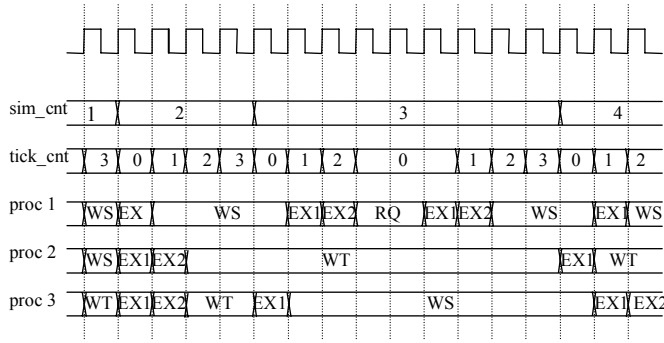 sim_cnt 1 2 3 4
tick_cnt 3 0 1 2 3 0 1 2 0 1 2 3 0 1 2
proc 1 WS EX WS EX1 EX2 RQ EX1 EX2 WS EX1 WS
proc 2 WS EX1 EX2 WT EX1 WT
proc 3 WT EX1 EX2 WT EX1 WS EX1 EX2